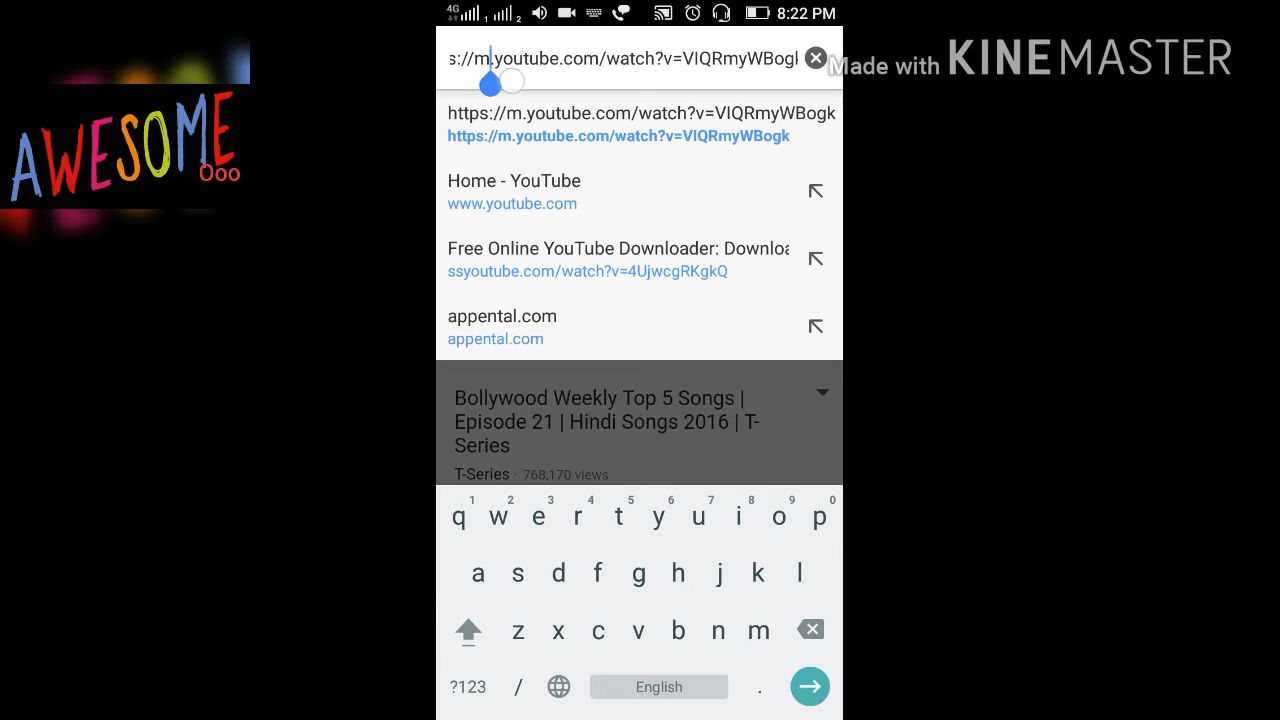 4G 1 2 8:22 PM
s://m.youtube.com/watch?v=VIQRmyWBogk
Made with KINEMASTER
AWESOME
Ooo
https://m.youtube.com/watch?v=VIQRmyWBogk
https://m.youtube.com/watch?v=VIQRmyWBogk
Home - YouTube
www.youtube.com
Free Online YouTube Downloader: Downloa
ssyoutube.com/watch?v=4UjwcgRKgkQ
appental.com
appental.com
Bollywood Weekly Top 5 Songs |
Episode 21 | Hindi Songs 2016 | T-
Series
T-Series · 768,170 views
1 2 3 4 5 6 7 8 9 0
q w e r t y u i o p
a s d f g h j k l
z x c v b n m
?123 / English .